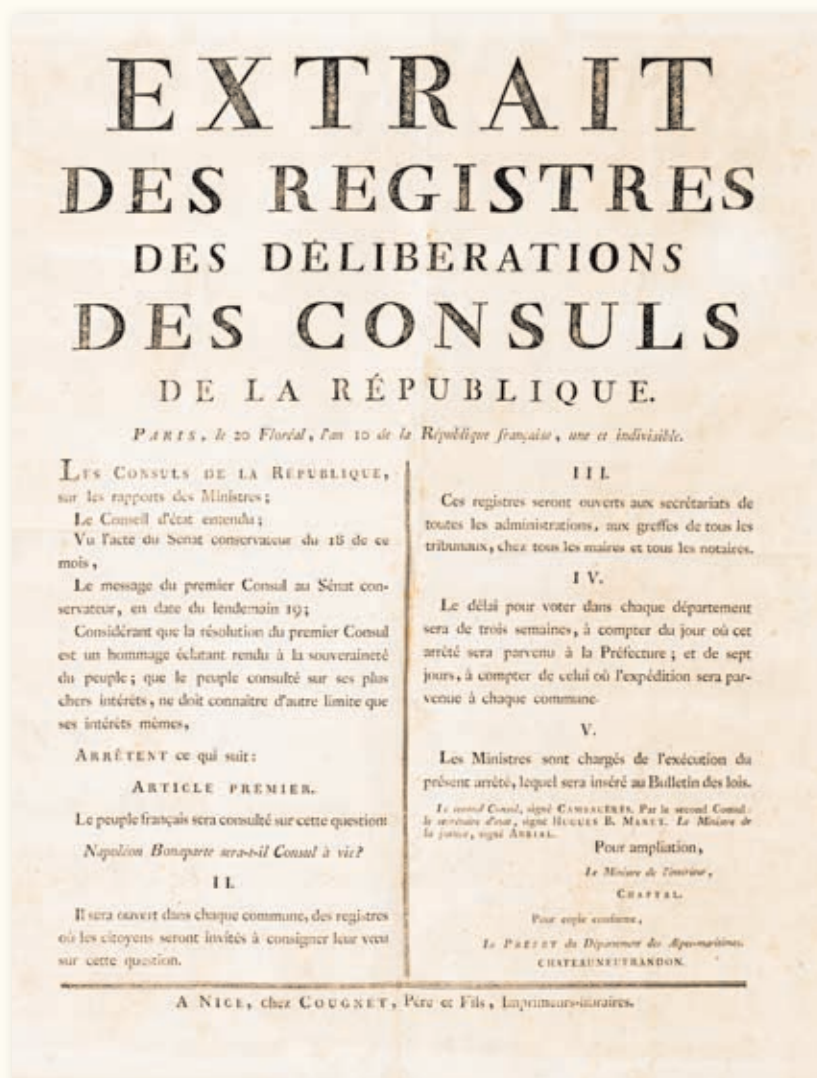 EXTRAIT
DES REGISTRES
DES DÉLIBERATIONS
DES CONSULS
DE LA RÉPUBLIQUE.
PARIS, le 20 Floréal, l'an 10 de la République française, une et indivisible.
LES CONSULS DE LA RÉPUBLIQUE,
sur les rapports des Ministres ;
Le Conseil d'état entendu ;
Vu l'acte du Sénat conservateur du 18 de ce
mois,
Le message du premier Consul au Sénat con-
servateur, en date du lendemain 19;
Considérant que la résolution du premier Consul
est un hommage éclatant rendu à la souveraineté
du peuple ; que le peuple consulté sur ses plus
chers intérêts, ne doit connaître d'autre limite que
ses intérêts mêmes,
ARRÊTENT ce qui suit :
ARTICLE PREMIER.
Le peuple français sera consulté sur cette question:
Napoléon Bonaparte sera-t-il Consul à vie?
II.
Il sera ouvert dans chaque commune, des registres
où les citoyens seront invités à consigner leur vœu
sur cette question.
III.
Ces registres seront ouverts aux secrétariats de
toutes les administrations, aux greffes de tous les
tribunaux, chez tous les maires et tous les notaires.
IV.
Le délai pour voter dans chaque département
sera de trois semaines, à compter du jour où cet
arrêté sera parvenu à la Préfecture ; et de sept
jours, à compter de celui où l'expédition sera par-
venue à chaque commune.
V.
Les Ministres sont chargés de l'exécution du
présent arrêté, lequel sera inséré au Bulletin des lois.
Le second Consul, signé CAMBACÉRÈS. Par le second Consul:
le secrétaire d'état, signé HUGUES B. MARET. Le Ministre de
la justice, signé ABRIAL.
Pour ampliation,
Le Ministre de l'intérieur,
CHAPTAL.
Pour copie conforme,
Le PRÉFET du Département des Alpes-maritimes.
CHATEAUNEUF-RANDON.
A NICE, chez COUGNET, Père et Fils, Imprimeurs-libraires.